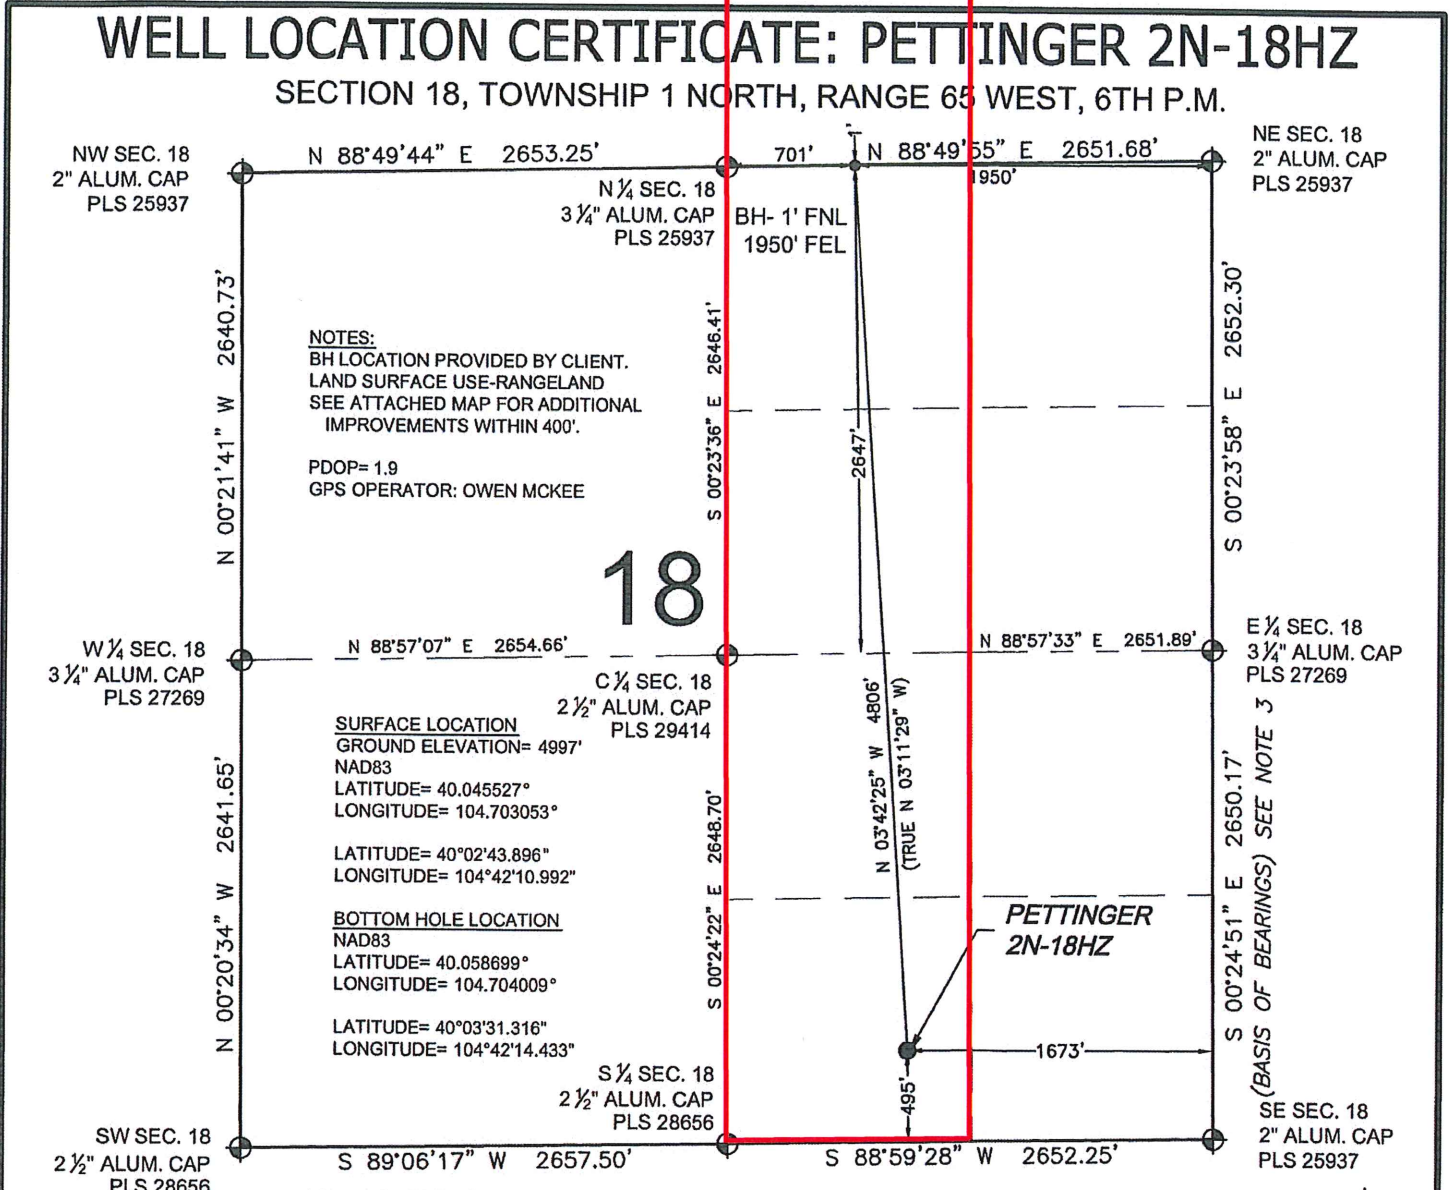 WELL LOCATION CERTIFICATE: PETTINGER 2N-18HZ
SECTION 18, TOWNSHIP 1 NORTH, RANGE 65 WEST, 6TH P.M.
NW SEC. 18
2" ALUM. CAP
PLS 25937
N 88°49'44" E 2653.25'
701'
1'
N 88°49'55" E 2651.68'
1950'
NE SEC. 18
2" ALUM. CAP
PLS 25937
N ¼ SEC. 18
3 ¼" ALUM. CAP
PLS 25937
BH- 1' FNL
1950' FEL
N 00°21'41" W 2640.73'
NOTES:
BH LOCATION PROVIDED BY CLIENT.
LAND SURFACE USE-RANGELAND
SEE ATTACHED MAP FOR ADDITIONAL
IMPROVEMENTS WITHIN 400'.
PDOP= 1.9
GPS OPERATOR: OWEN MCKEE
S 00°23'36" E 2646.41'
2647'
S 00°23'58" E 2652.30'
18
W ¼ SEC. 18
3 ¼" ALUM. CAP
PLS 27269
N 88°57'07" E 2654.66'
N 88°57'33" E 2651.89'
E ¼ SEC. 18
3 ¼" ALUM. CAP
PLS 27269
C ¼ SEC. 18
2 ½" ALUM. CAP
PLS 29414
SURFACE LOCATION
GROUND ELEVATION= 4997'
NAD83
LATITUDE= 40.045527°
LONGITUDE= 104.703053°
LATITUDE= 40°02'43.896"
LONGITUDE= 104°42'10.992"
BOTTOM HOLE LOCATION
NAD83
LATITUDE= 40.058699°
LONGITUDE= 104.704009°
LATITUDE= 40°03'31.316"
LONGITUDE= 104°42'14.433"
N 00°20'34" W 2641.65'
S 00°24'22" E 2648.70'
N 03°42'25" W 4806'
(TRUE N 03°11'29" W)
PETTINGER
2N-18HZ
S 00°24'51" E 2650.17'
(BASIS OF BEARINGS) SEE NOTE 3
1673'
495'
S ¼ SEC. 18
2 ½" ALUM. CAP
PLS 28656
SW SEC. 18
2 ½" ALUM. CAP
PLS 28656
S 89°06'17" W 2657.50'
S 88°59'28" W 2652.25'
SE SEC. 18
2" ALUM. CAP
PLS 25937